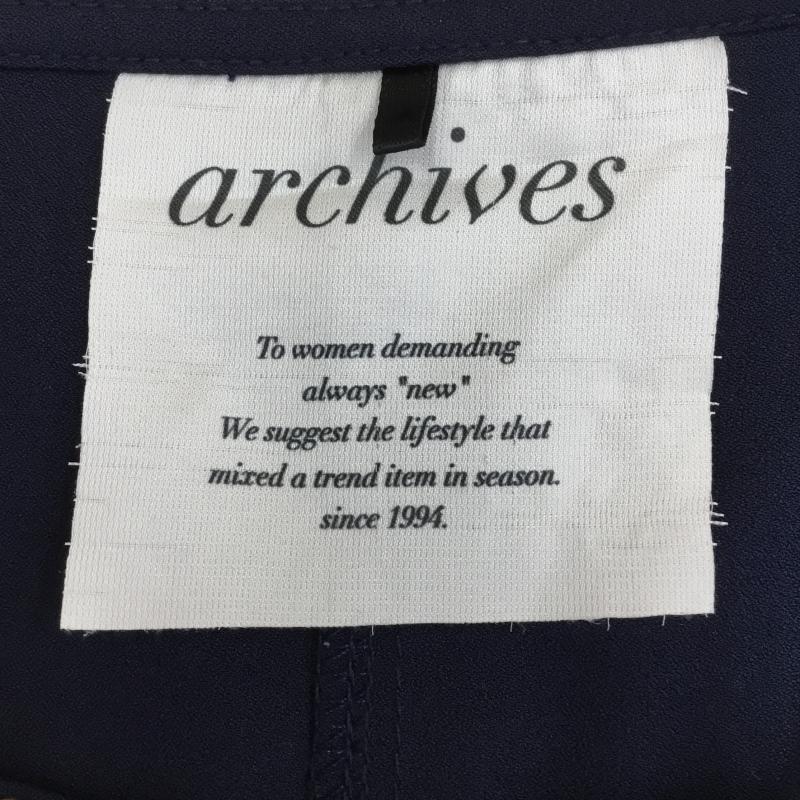 archives
To women demanding
always "new"
We suggest the lifestyle that
mixed a trend item in season.
since 1994.